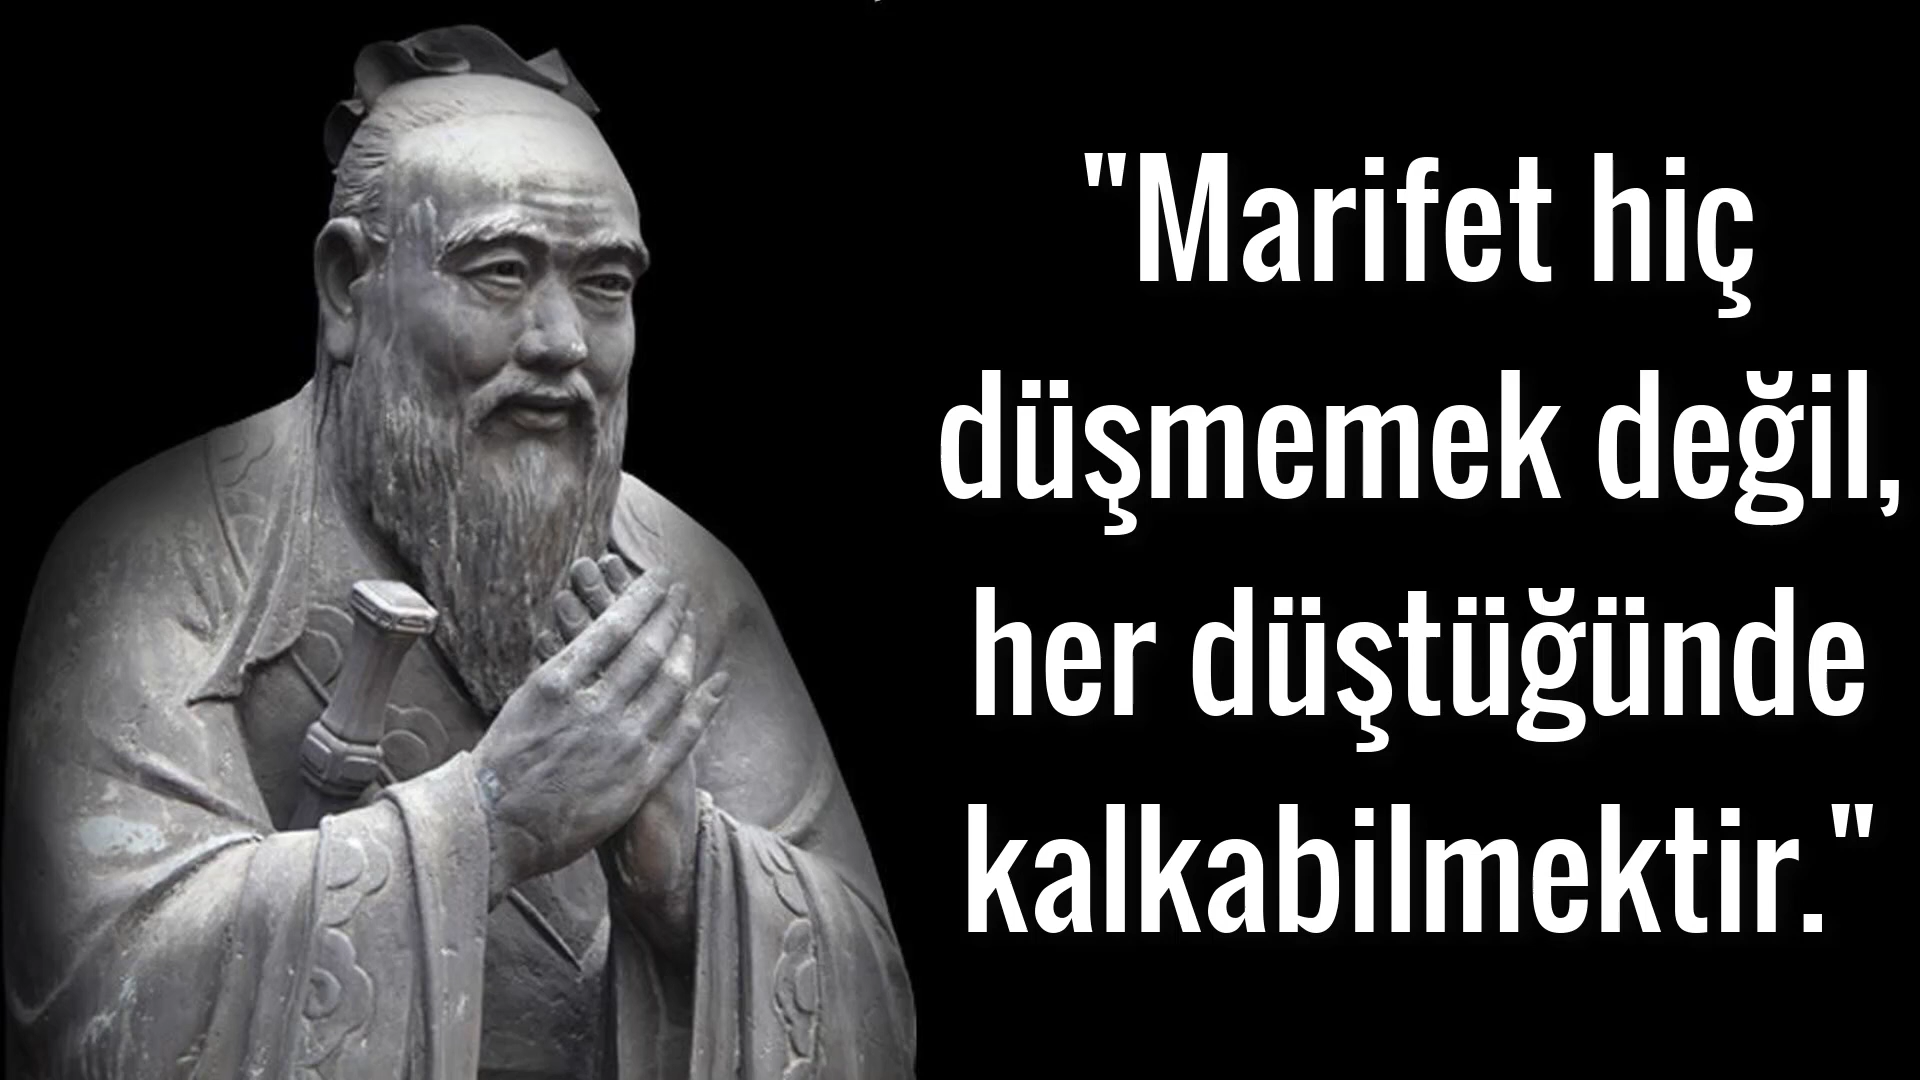 "Marifet hiç
düşmemek değil,
her düştüğünde
kalkabilmektir."